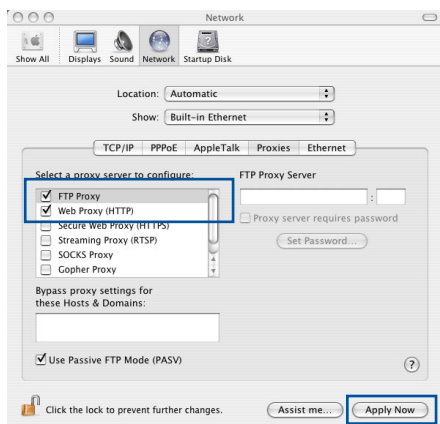 Network
Show All Displays Sound Network Startup Disk
Location: Automatic
Show: Built-in Ethernet
TCP/IP PPPoE AppleTalk Proxies Ethernet
Select a proxy server to configure: FTP Proxy Server
FTP Proxy
:
Web Proxy (HTTP)
Proxy server requires password
Secure Web Proxy (HTTPS)
Streaming Proxy (RTSP)
Set Password...
SOCKS Proxy
Gopher Proxy
Bypass proxy settings for
these Hosts & Domains:
Use Passive FTP Mode (PASV)
?
Click the lock to prevent further changes. Assist me... Apply Now